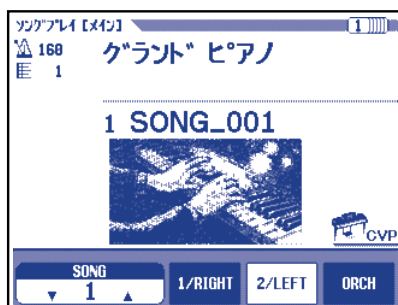 ソングプレイ [メイン]
1
160
グランド ピアノ
1
1 SONG_001
CVP
SONG
▼ 1 ▲
1/RIGHT
2/LEFT
ORCH